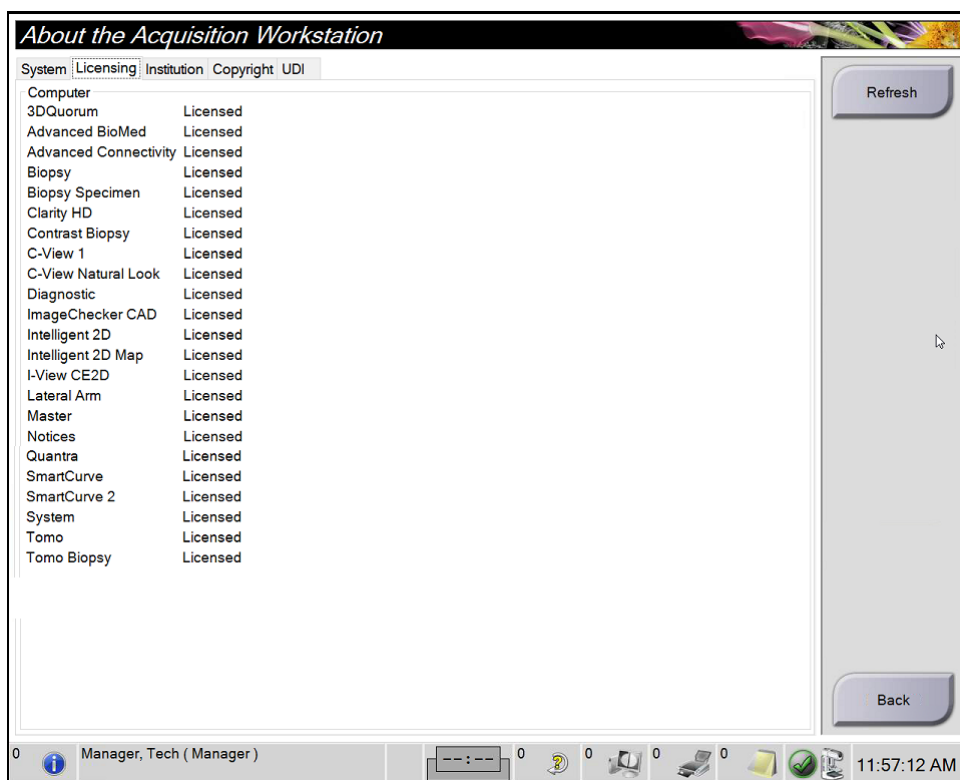 About the Acquisition Workstation
System Licensing Institution Copyright UDI
Refresh
Computer
3DQuorum Licensed
Advanced BioMed Licensed
Advanced Connectivity Licensed
Biopsy Licensed
Biopsy Specimen Licensed
Clarity HD Licensed
Contrast Biopsy Licensed
C-View 1 Licensed
C-View Natural Look Licensed
Diagnostic Licensed
ImageChecker CAD Licensed
Intelligent 2D Licensed
Intelligent 2D Map Licensed
I-View CE2D Licensed
Lateral Arm Licensed
Master Licensed
Notices Licensed
Quantra Licensed
SmartCurve Licensed
SmartCurve 2 Licensed
System Licensed
Tomo Licensed
Tomo Biopsy Licensed
Back
0 Manager, Tech ( Manager ) --:-- 0 0 0 0 11:57:12 AM